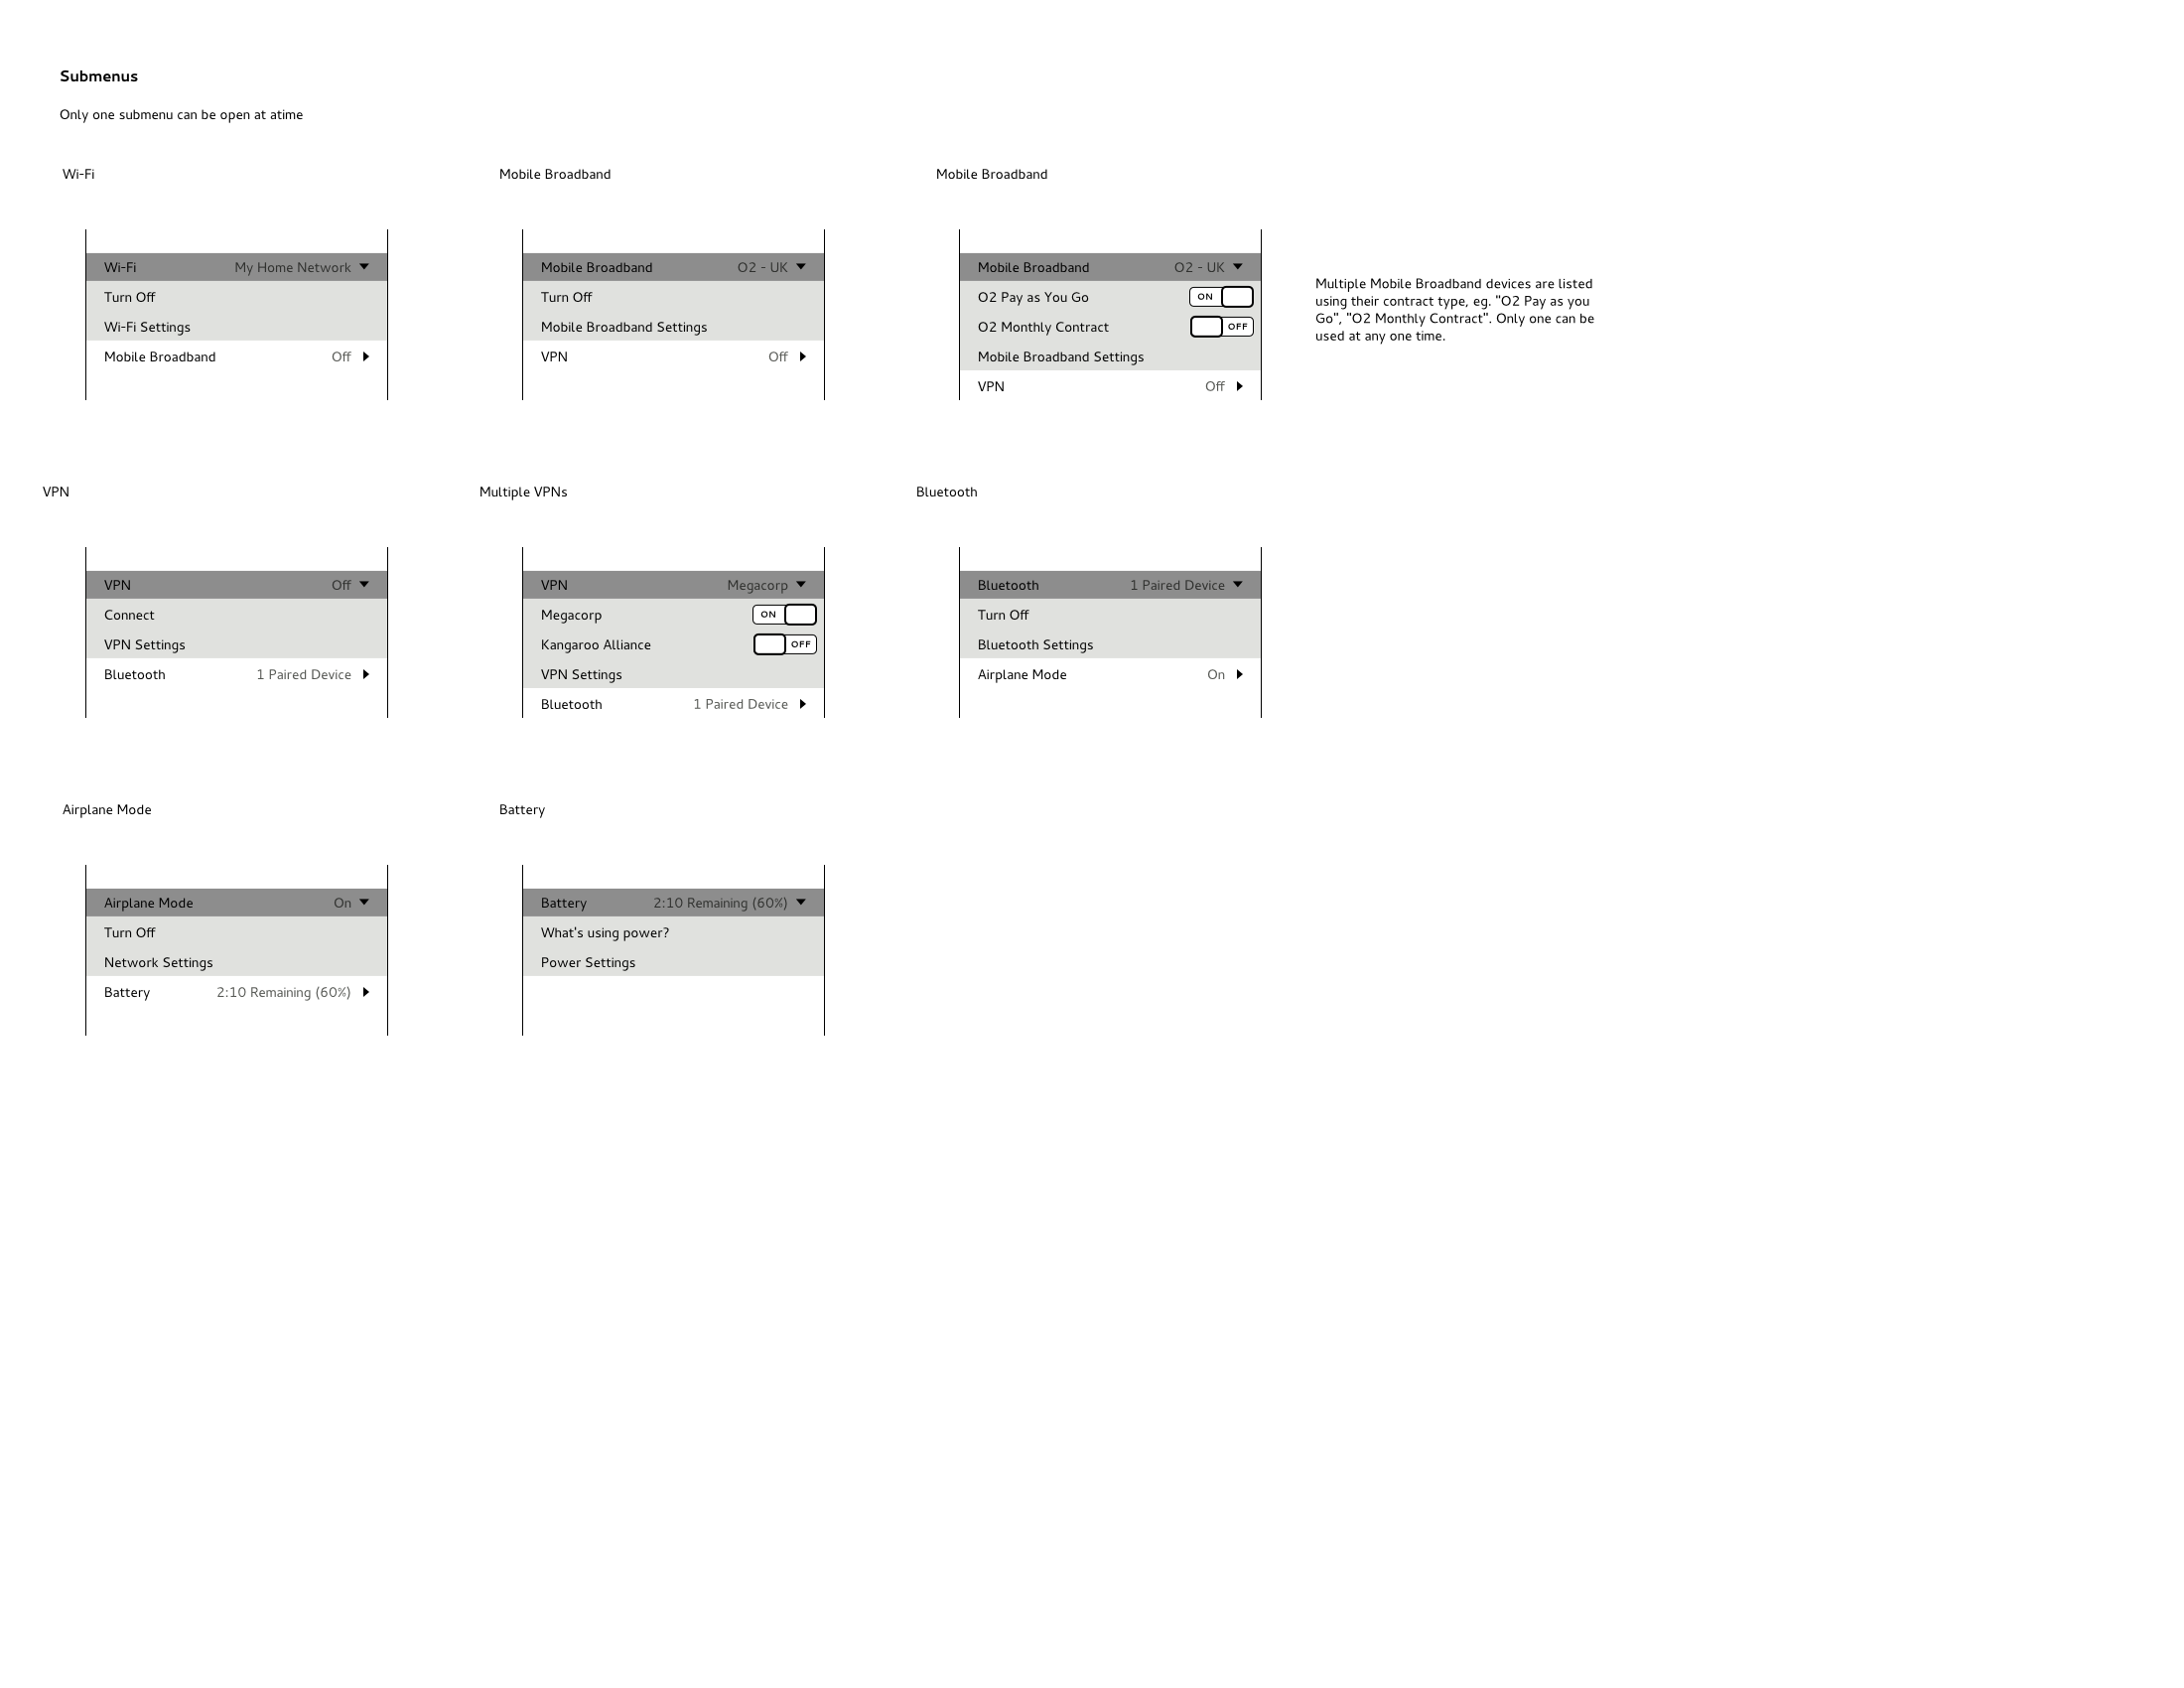 Submenus
Only one submenu can be open at atime
Wi-Fi
Wi-Fi My Home Network
Turn Off
Wi-Fi Settings
Mobile Broadband Off
Mobile Broadband
Mobile Broadband O2 - UK
Turn Off
Mobile Broadband Settings
VPN Off
Mobile Broadband
Mobile Broadband O2 - UK
O2 Pay as You Go ON
O2 Monthly Contract OFF
Mobile Broadband Settings
VPN Off
Multiple Mobile Broadband devices are listed
using their contract type, eg. "O2 Pay as you
Go", "O2 Monthly Contract". Only one can be
used at any one time.
VPN
VPN Off
Connect
VPN Settings
Bluetooth 1 Paired Device
Multiple VPNs
VPN Megacorp
Megacorp ON
Kangaroo Alliance OFF
VPN Settings
Bluetooth 1 Paired Device
Bluetooth
Bluetooth 1 Paired Device
Turn Off
Bluetooth Settings
Airplane Mode On
Airplane Mode
Airplane Mode On
Turn Off
Network Settings
Battery 2:10 Remaining (60%)
Battery
Battery 2:10 Remaining (60%)
What's using power?
Power Settings